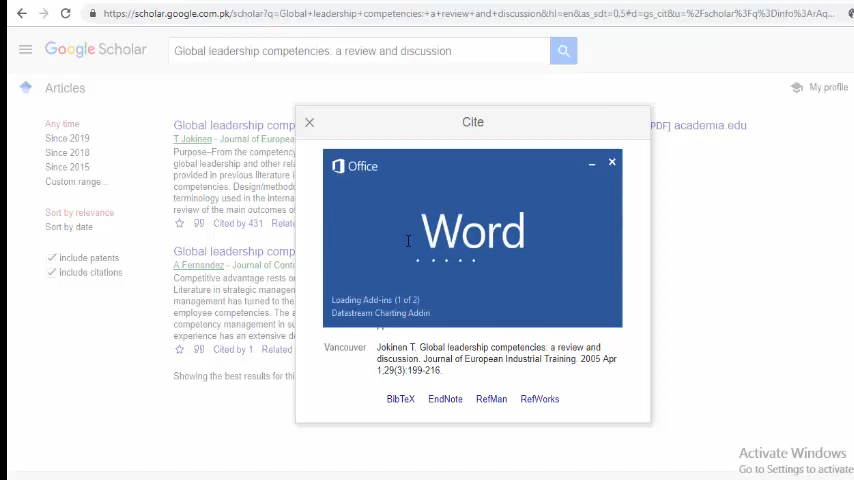 https://scholar.google.com.pk/scholar?q=Global+leadership+competencies:+a+review+and+discussion&hl=en&as_sdt=0,5#d=gs_cit&u=%2Fscholar%3Fq%3Dinfo%3ArAq...
Google Scholar
Global leadership competencies: a review and discussion
Articles
My profile
Cite
Any time
Since 2019
Since 2018
Since 2015
Custom range...
Sort by relevance
Sort by date
include patents
include citations
Global leadership comp
[PDF] academia.edu
T Jokinen - Journal of Europea
Purpose–From the competency
global leadership and other rela
provided in previous literature i
competencies. Design/method
terminology used in the interna
review of the main outcomes o
Cited by 431 Relate
Global leadership comp
A Fernandez - Journal of Cont
Competitive advantage rests o
Literature in strategic managem
management has turned to the
employee competencies. The a
competency management in su
experience has an extensive d
Cited by 1 Related
Showing the best results for thi
Office
Word
Loading Add-ins (1 of 2)
Datastream Charting Addin
Vancouver
Jokinen T. Global leadership competencies: a review and
discussion. Journal of European Industrial Training. 2005 Apr
1;29(3):199-216.
BibTeX EndNote RefMan RefWorks
Activate Windows
Go to Settings to activate